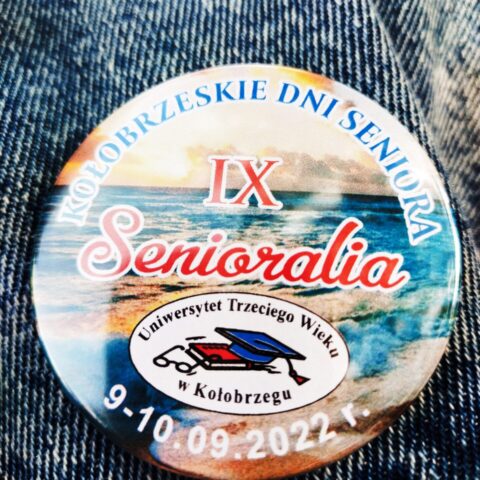 KOŁOBRZESKIE DNI SENIORA
IX
Senioralia
Uniwersytet Trzeciego Wieku
w Kołobrzegu
9-10.09.2022 r.